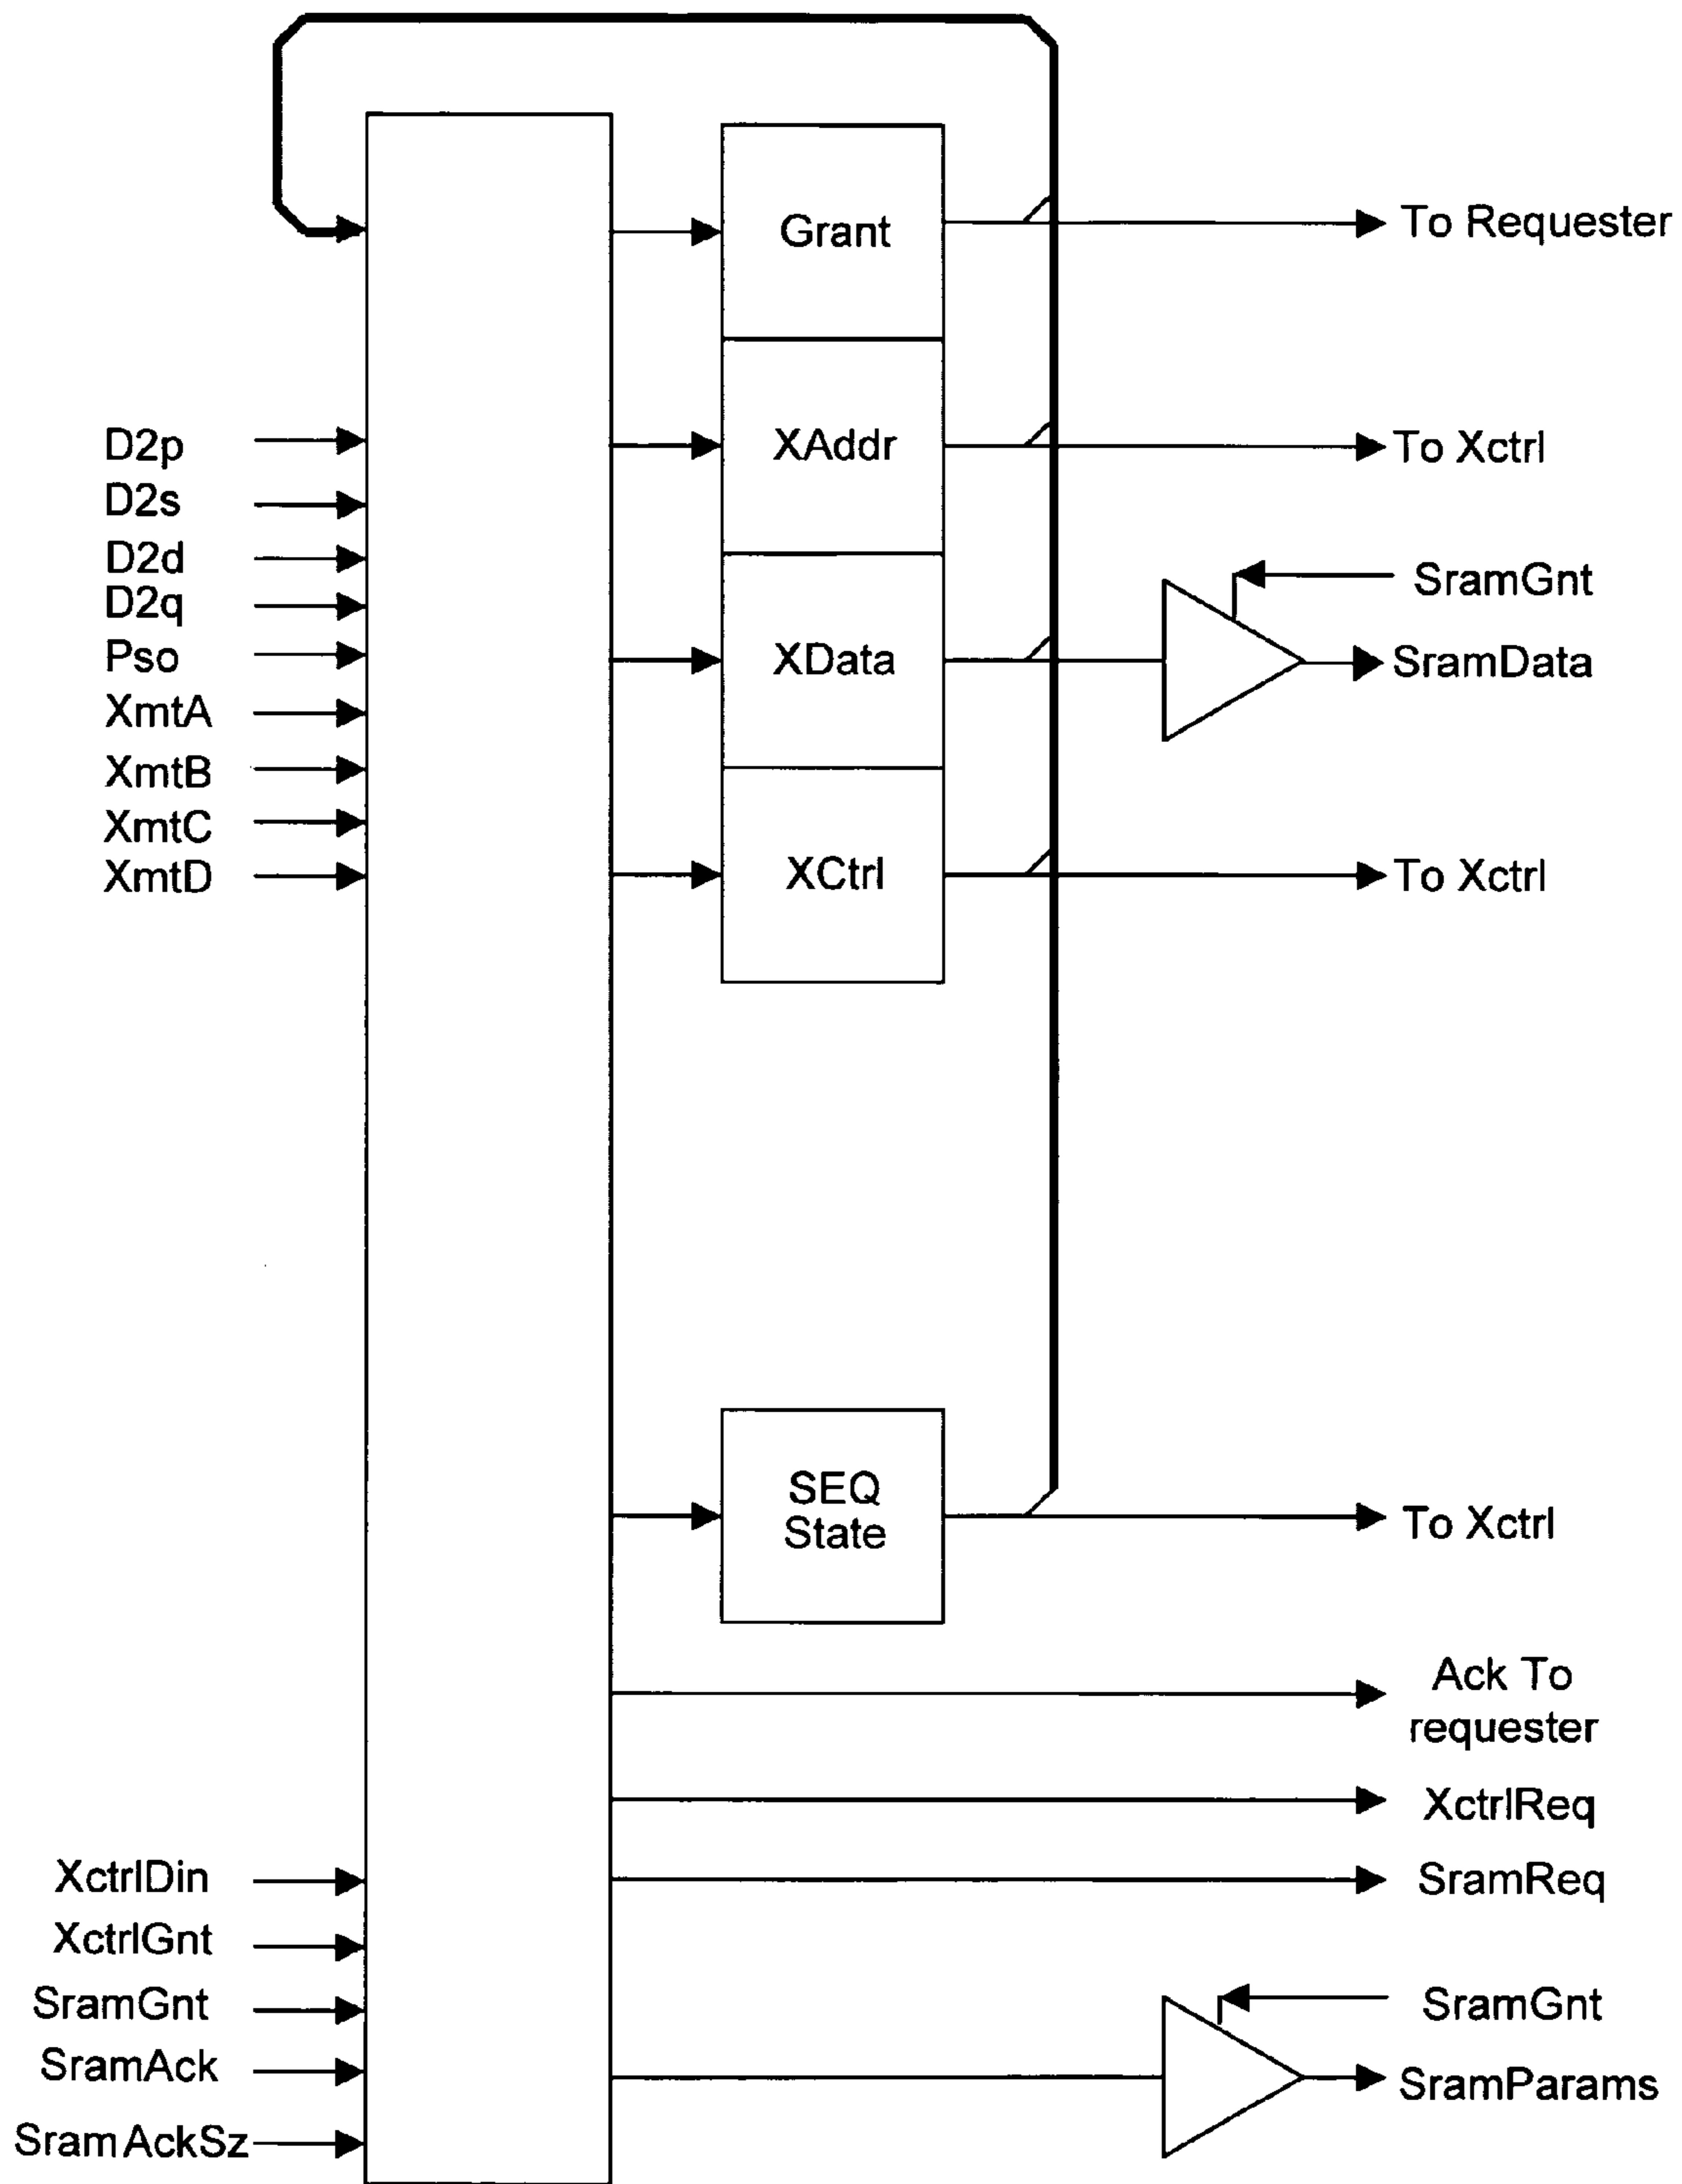 Grant
To Requester
D2p
XAddr
To Xctrl
D2s
D2d
SramGnt
D2q
Pso
XData
SramData
XmtA
XmtB
XmtC
XmtD
XCtrl
To Xctrl
SEQ
State
To Xctrl
Ack To
requester
XctrlReq
XctrlDin
SramReq
XctrlGnt
SramGnt
SramGnt
SramAck
SramParams
SramAckSz